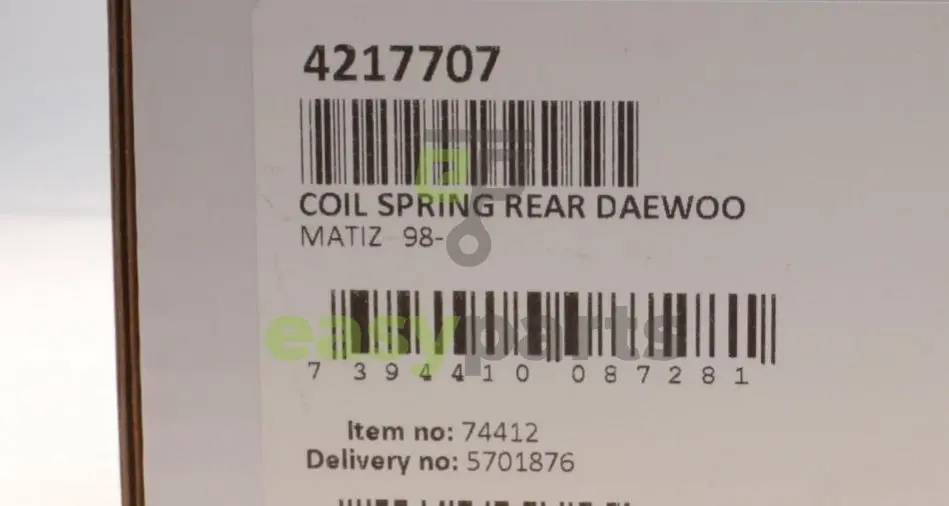 4217707
COIL SPRING REAR DAEWOO
MATIZ 98-
easyparts
7 394410 087281
Item no: 74412
Delivery no: 5701876